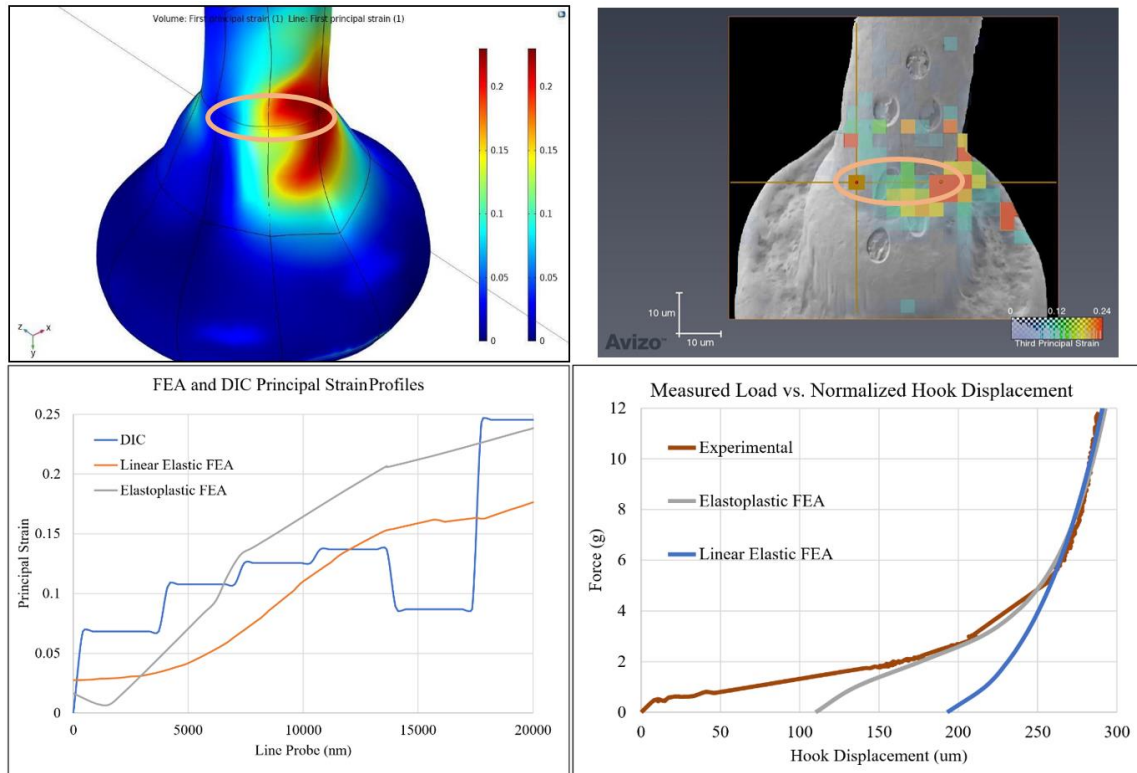 Volume: First principal strain (1)  Line: First principal strain (1)
0.2 0.2
0.15 0.15
0.1 0.1
0.05 0.05
0 0
z x
y
10 um
10 um
Avizo™
0 0.12 0.24
Third Principal Strain
FEA and DIC Principal Strain Profiles
0.25
0.2
0.15
0.1
0.05
0
DIC
Linear Elastic FEA
Elastoplastic FEA
Principal Strain
0 5000 10000 15000 20000
Line Probe (nm)
Measured Load vs. Normalized Hook Displacement
12
10
8
6
4
2
0
Experimental
Elastoplastic FEA
Linear Elastic FEA
Force (g)
0 50 100 150 200 250 300
Hook Displacement (um)